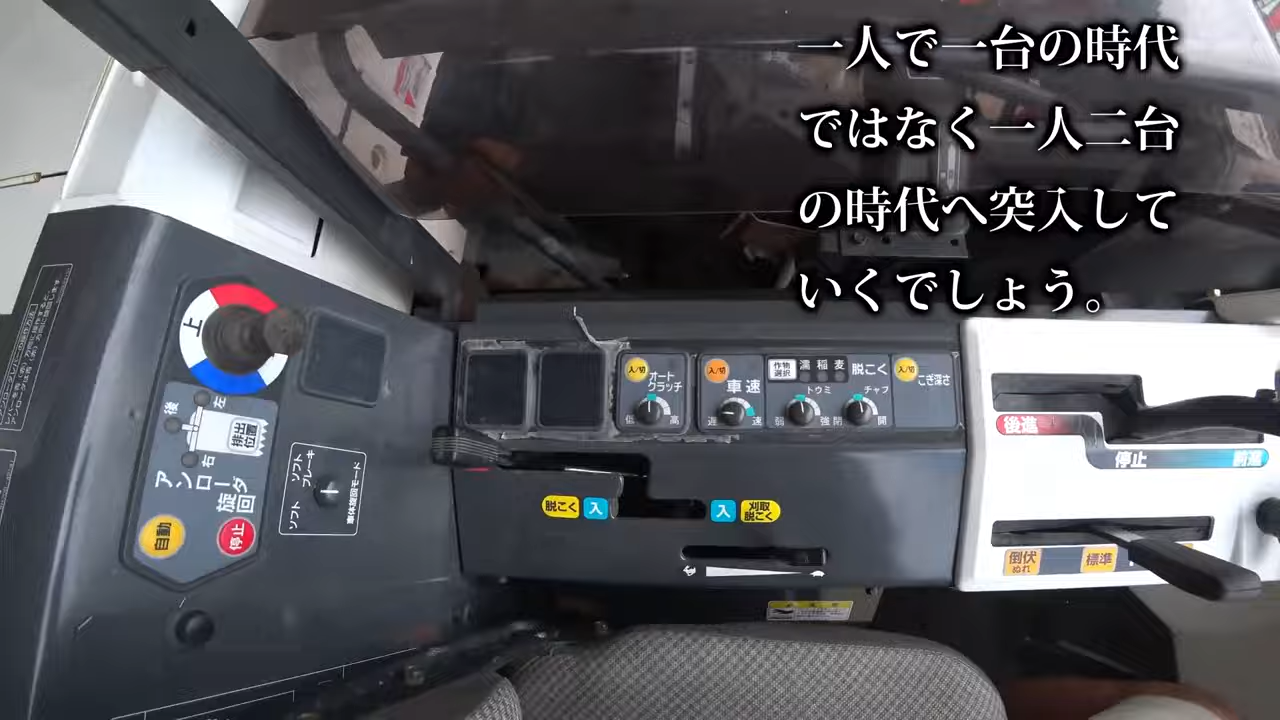 一人で一台の時代
ではなく一人二台
の時代へ突入して
いくでしょう。
上
後
左
右
排出
位置
アンローダ
旋回
自動
停止
ソフト
ブレーキ
ソフト
車体旋回モード
入/切
オート
クラッチ
低
高
入/切
車速
遅
速
作物
選択
濡 稲 麦
脱こく
トウミ
弱
強
チャフ
閉
開
入/切
こぎ深さ
脱こく
入
入
刈取
脱こく
後進
停止
前進
倒伏
ぬれ
標準